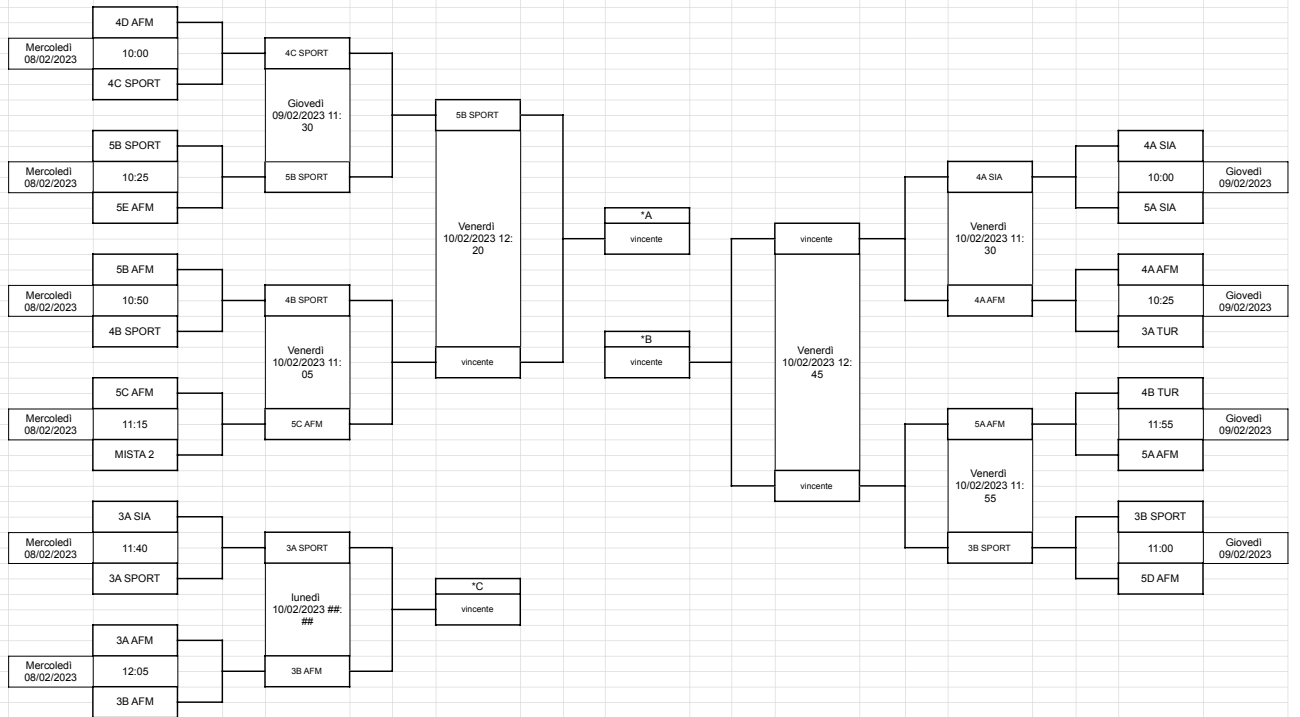 4D AFM
Mercoledì
08/02/2023
10:00
4C SPORT
4C SPORT
Giovedì
09/02/2023 11:
30
5B SPORT
5B SPORT
Mercoledì
08/02/2023
10:25
5E AFM
5B SPORT
Venerdì
10/02/2023 12:
20
vincente
5B AFM
Mercoledì
08/02/2023
10:50
4B SPORT
4B SPORT
Venerdì
10/02/2023 11:
05
5C AFM
5C AFM
Mercoledì
08/02/2023
11:15
MISTA 2
3A SIA
Mercoledì
08/02/2023
11:40
3A SPORT
3A SPORT
lunedì
10/02/2023 ##:
##
3B AFM
3A AFM
Mercoledì
08/02/2023
12:05
3B AFM
*C
vincente
*A
vincente
*B
vincente
vincente
Venerdì
10/02/2023 12:
45
vincente
4A SIA
Venerdì
10/02/2023 11:
30
4A AFM
5A AFM
Venerdì
10/02/2023 11:
55
3B SPORT
4A SIA
10:00
Giovedì
09/02/2023
5A SIA
4A AFM
10:25
Giovedì
09/02/2023
3A TUR
4B TUR
11:55
Giovedì
09/02/2023
5A AFM
3B SPORT
11:00
Giovedì
09/02/2023
5D AFM